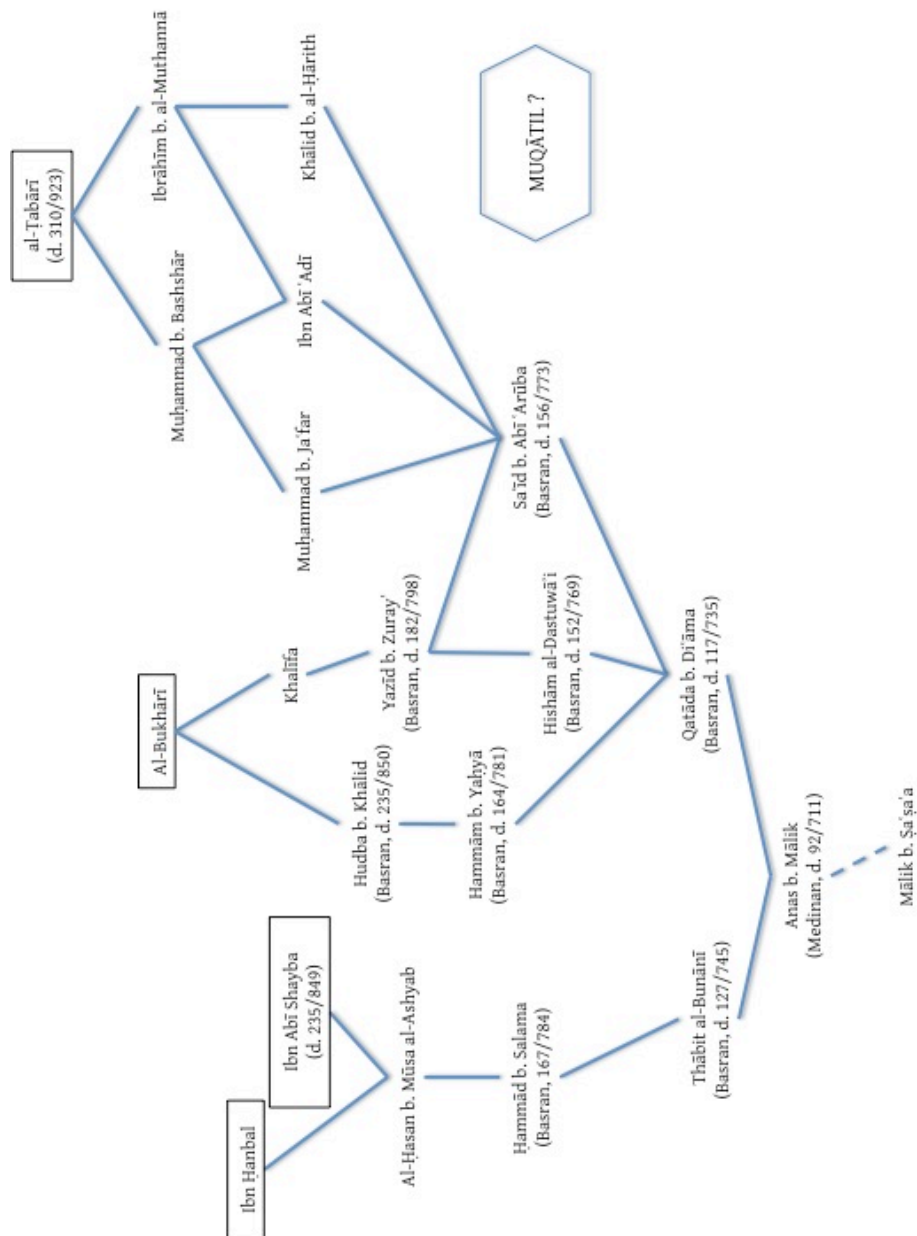 al-Ṭabārī
(d. 310/923)
Al-Bukhārī
Muḥammad b. Bashshār
Ibrāhīm b. al-Muthannā
Ibn Ḥanbal
Ibn Abī Shayba
(d. 235/849)
Khalīfa
Muḥammad b. Jaʿfar
Ibn Abī ʿAdī
Khālid b. al-Ḥārith
Hudba b. Khālid
(Basran, d. 235/850)
Yazīd b. Zurayʿ
(Basran, d. 182/798)
Al-Ḥasan b. Mūsa al-Ashyab
Hammām b. Yaḥyā
(Basran, d. 164/781)
Ḥammād b. Salama
(Basran, 167/784)
Hishām al-Dastuwāʾi
(Basran, d. 152/769)
Saʿīd b. Abī ʿArūba
(Basran, d. 156/773)
MUQĀTIL ?
Thābit al-Bunānī
(Basran, d. 127/745)
Qatāda b. Diʿāma
(Basran, d. 117/735)
Anas b. Mālik
(Medinan, d. 92/711)
Mālik b. Ṣaʿṣaʿa